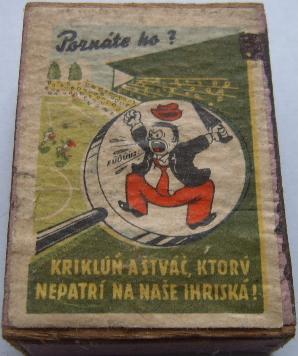 Poznáte ho?
KRIKLÚŇ A ŠTVÁČ, KTORÝ
NEPATRÍ NA NAŠE IHRISKÁ!